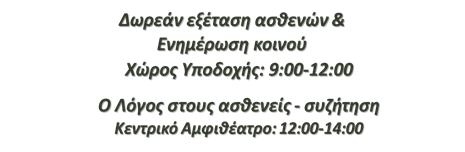 Δωρεάν εξέταση ασθενών &
Ενημέρωση κοινού
Χώρος Υποδοχής: 9:00-12:00
Ο Λόγος στους ασθενείς - συζήτηση
Κεντρικό Αμφιθέατρο: 12:00-14:00